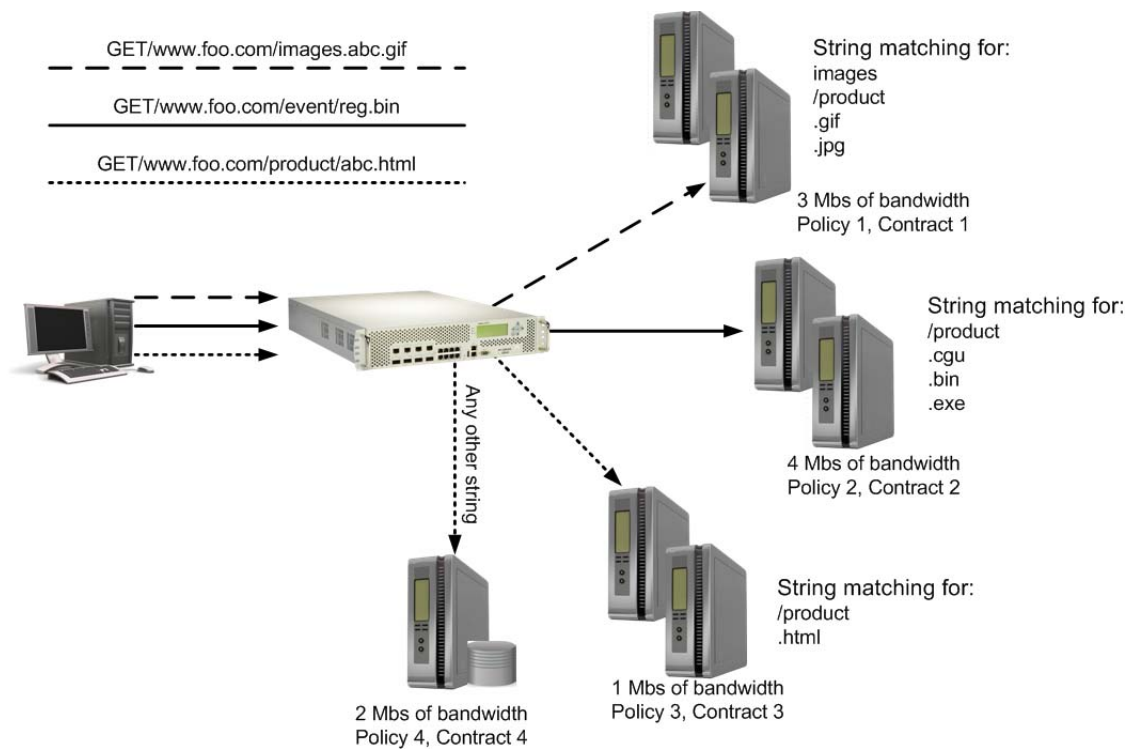 GET/www.foo.com/images.abc.gif
GET/www.foo.com/event/reg.bin
GET/www.foo.com/product/abc.html
String matching for:
images
/product
.gif
.jpg
3 Mbs of bandwidth
Policy 1, Contract 1
String matching for:
/product
.cgu
.bin
.exe
4 Mbs of bandwidth
Policy 2, Contract 2
Any other string
String matching for:
/product
.html
1 Mbs of bandwidth
Policy 3, Contract 3
2 Mbs of bandwidth
Policy 4, Contract 4